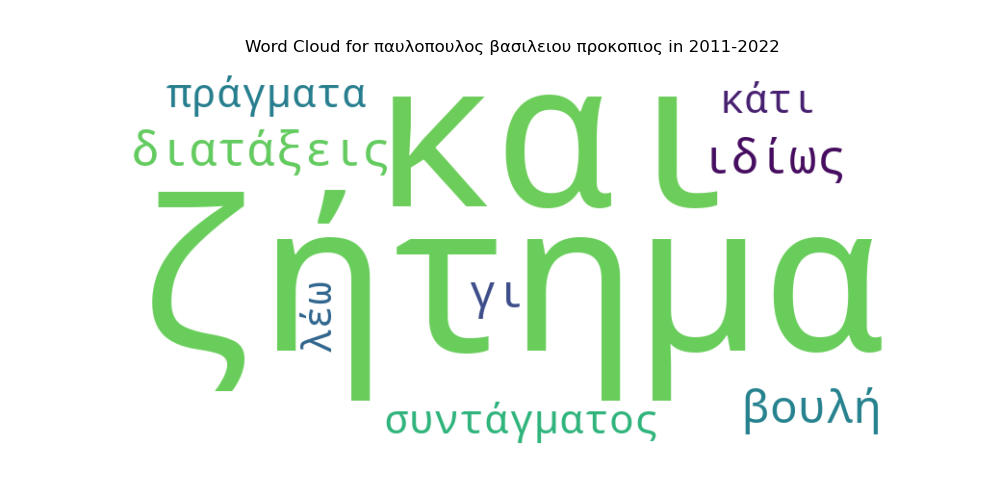 Word Cloud for παυλοπουλος βασιλειου προκοπιος in 2011-2022
πράγματα
και
κάτι
διατάξεις
ιδίως
ζήτημα
λέω
γι
συντάγματος
βουλή